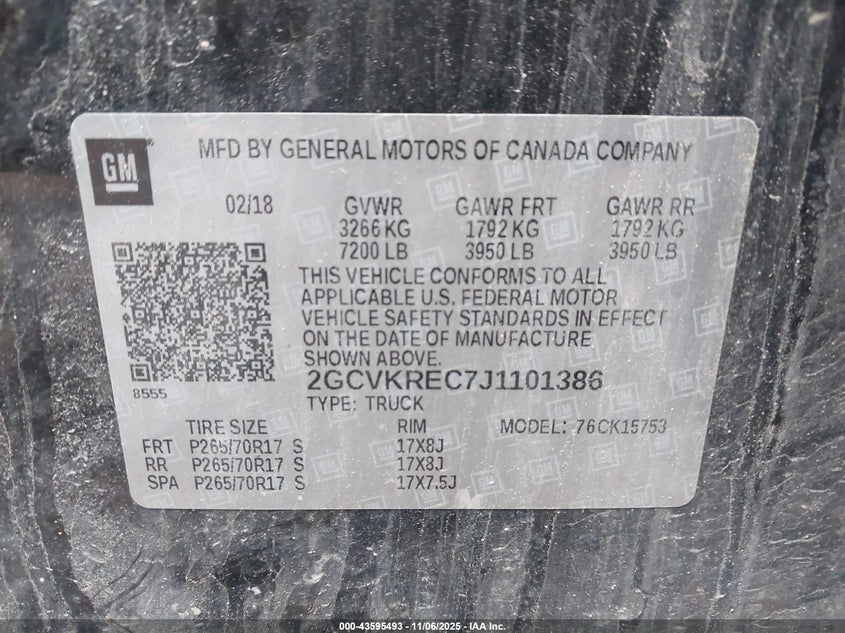 GM
MFD BY GENERAL MOTORS OF CANADA COMPANY
02/18 GVWR GAWR FRT GAWR RR
3266 KG 1792 KG 1792 KG
7200 LB 3950 LB 3950 LB
THIS VEHICLE CONFORMS TO ALL
APPLICABLE U.S. FEDERAL MOTOR
VEHICLE SAFETY STANDARDS IN EFFECT
ON THE DATE OF MANUFACTURE
SHOWN ABOVE.
8555
2GCVKREC7J1101386
TYPE: TRUCK
TIRE SIZE RIM MODEL: 76CK15753
FRT P265/70R17 S 17X8J
RR P265/70R17 S 17X8J
SPA P265/70R17 S 17X7.5J
000-43595493 - 11/06/2025 - IAA Inc.